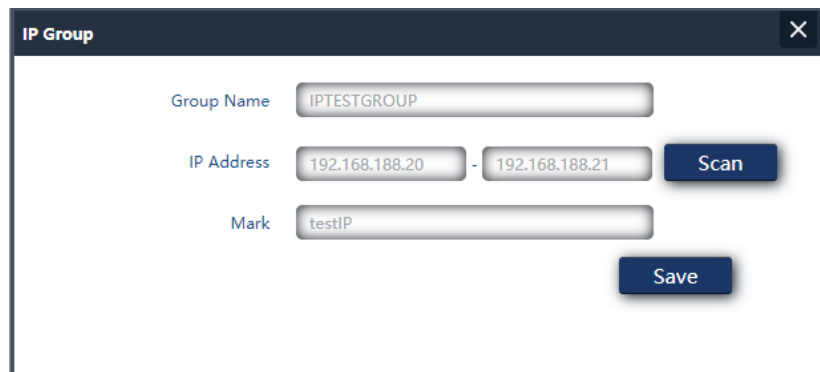 IP Group
Group Name IPTESTGROUP
IP Address 192.168.188.20 - 192.168.188.21 Scan
Mark testIP
Save